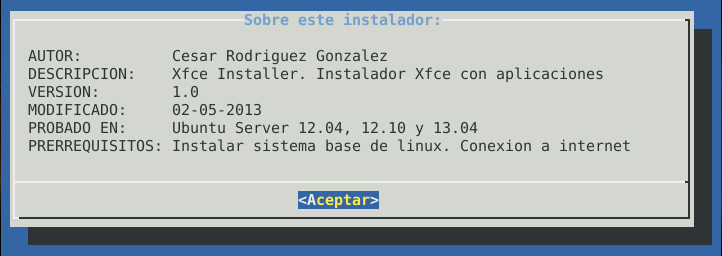 Sobre este instalador:
AUTOR: Cesar Rodriguez Gonzalez
DESCRIPCION: Xfce Installer. Instalador Xfce con aplicaciones
VERSION: 1.0
MODIFICADO: 02-05-2013
PROBADO EN: Ubuntu Server 12.04, 12.10 y 13.04
PRERREQUISITOS: Instalar sistema base de linux. Conexion a internet
<Aceptar>